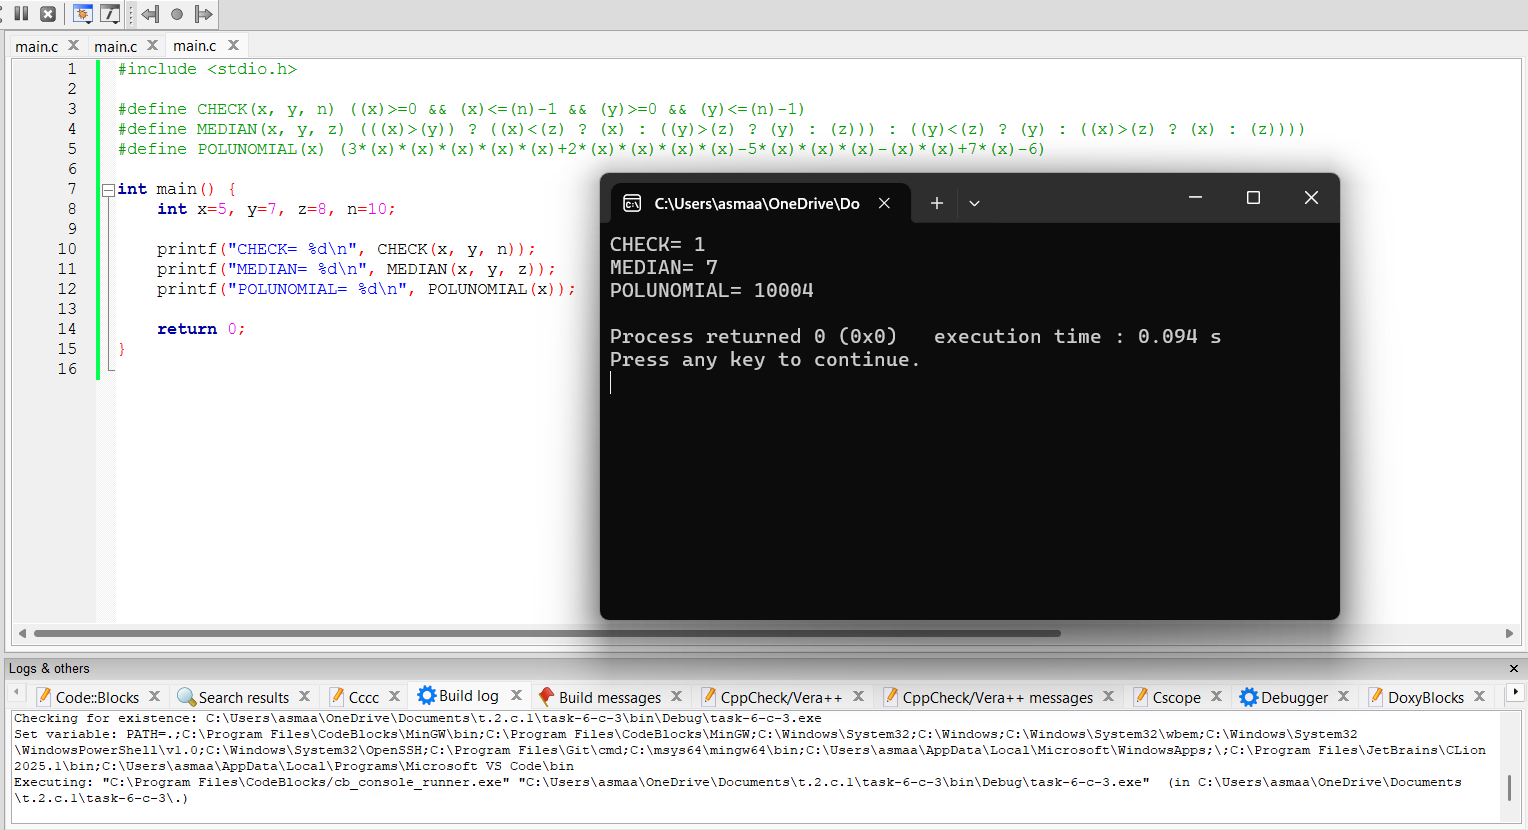 main.c main.c main.c
1 #include <stdio.h>
2
3 #define CHECK(x, y, n) ((x)>=0 && (x)<=(n)-1 && (y)>=0 && (y)<=(n)-1)
4 #define MEDIAN(x, y, z) (((x)>(y)) ? ((x)<(z) ? (x) : ((y)>(z) ? (y) : (z))) : ((y)<(z) ? (y) : ((x)>(z) ? (x) : (z))))
5 #define POLUNOMIAL(x) (3*(x)*(x)*(x)*(x)*(x)+2*(x)*(x)*(x)*(x)-5*(x)*(x)*(x)-(x)*(x)+7*(x)-6)
6
7 int main() {
8 int x=5, y=7, z=8, n=10;
9
10 printf("CHECK= %d\n", CHECK(x, y, n));
11 printf("MEDIAN= %d\n", MEDIAN(x, y, z));
12 printf("POLUNOMIAL= %d\n", POLUNOMIAL(x));
13
14 return 0;
15 }
16
C:\Users\asmaa\OneDrive\Do
CHECK= 1
MEDIAN= 7
POLUNOMIAL= 10004
Process returned 0 (0x0)   execution time : 0.094 s
Press any key to continue.
Logs & others
Code::Blocks Search results Cccc Build log Build messages CppCheck/Vera++ CppCheck/Vera++ messages Cscope Debugger DoxyBlocks
Checking for existence: C:\Users\asmaa\OneDrive\Documents\t.2.c.1\task-6-c-3\bin\Debug\task-6-c-3.exe
Set variable: PATH=.;C:\Program Files\CodeBlocks\MinGW\bin;C:\Program Files\CodeBlocks\MinGW;C:\Windows\System32;C:\Windows;C:\Windows\System32\wbem;C:\Windows\System32
\WindowsPowerShell\v1.0;C:\Windows\System32\OpenSSH;C:\Program Files\Git\cmd;C:\msys64\mingw64\bin;C:\Users\asmaa\AppData\Local\Microsoft\WindowsApps;\;C:\Program Files\JetBrains\CLion
2025.1\bin;C:\Users\asmaa\AppData\Local\Programs\Microsoft VS Code\bin
Executing: "C:\Program Files\CodeBlocks/cb_console_runner.exe" "C:\Users\asmaa\OneDrive\Documents\t.2.c.1\task-6-c-3\bin\Debug\task-6-c-3.exe"  (in C:\Users\asmaa\OneDrive\Documents
\t.2.c.1\task-6-c-3\.)